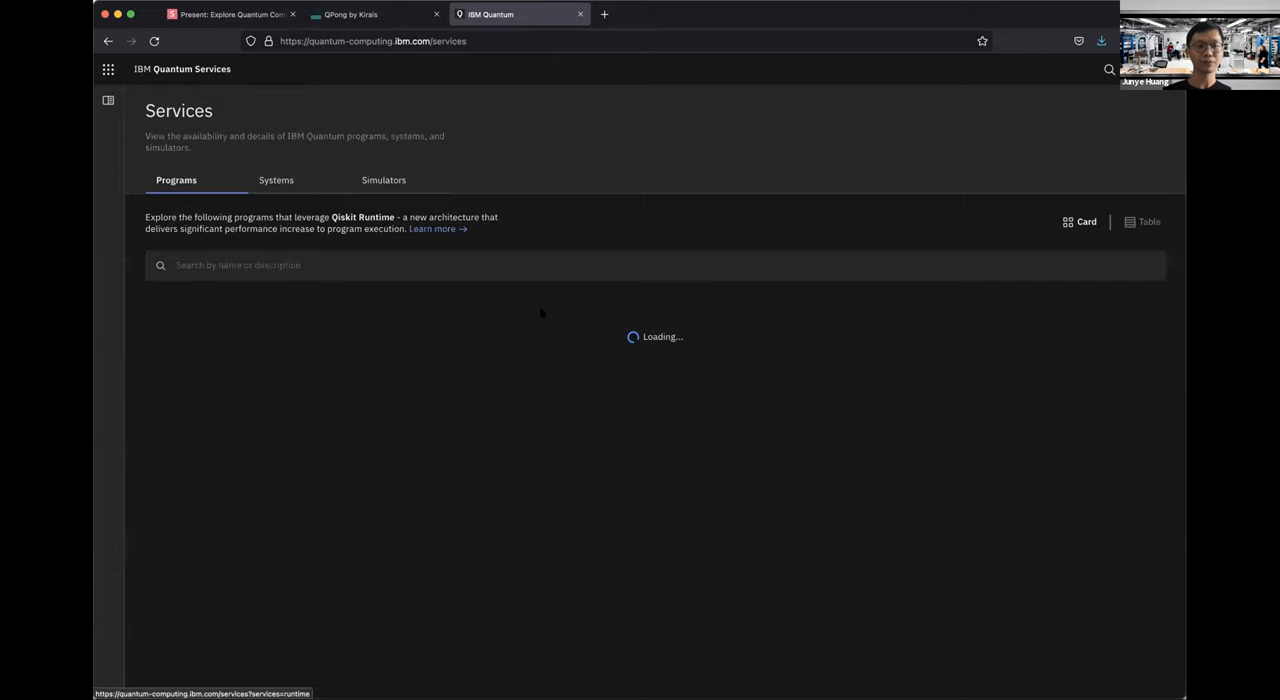 Present: Explore Quantum Com
QPong by Kirais
IBM Quantum
https://quantum-computing.ibm.com/services
IBM Quantum Services
Junye Huang
Services
View the availability and details of IBM Quantum programs, systems, and
simulators.
Programs
Systems
Simulators
Explore the following programs that leverage Qiskit Runtime - a new architecture that
delivers significant performance increase to program execution. Learn more →
Card
Table
Search by name or description
Loading...
https://quantum-computing.ibm.com/services?services=runtime